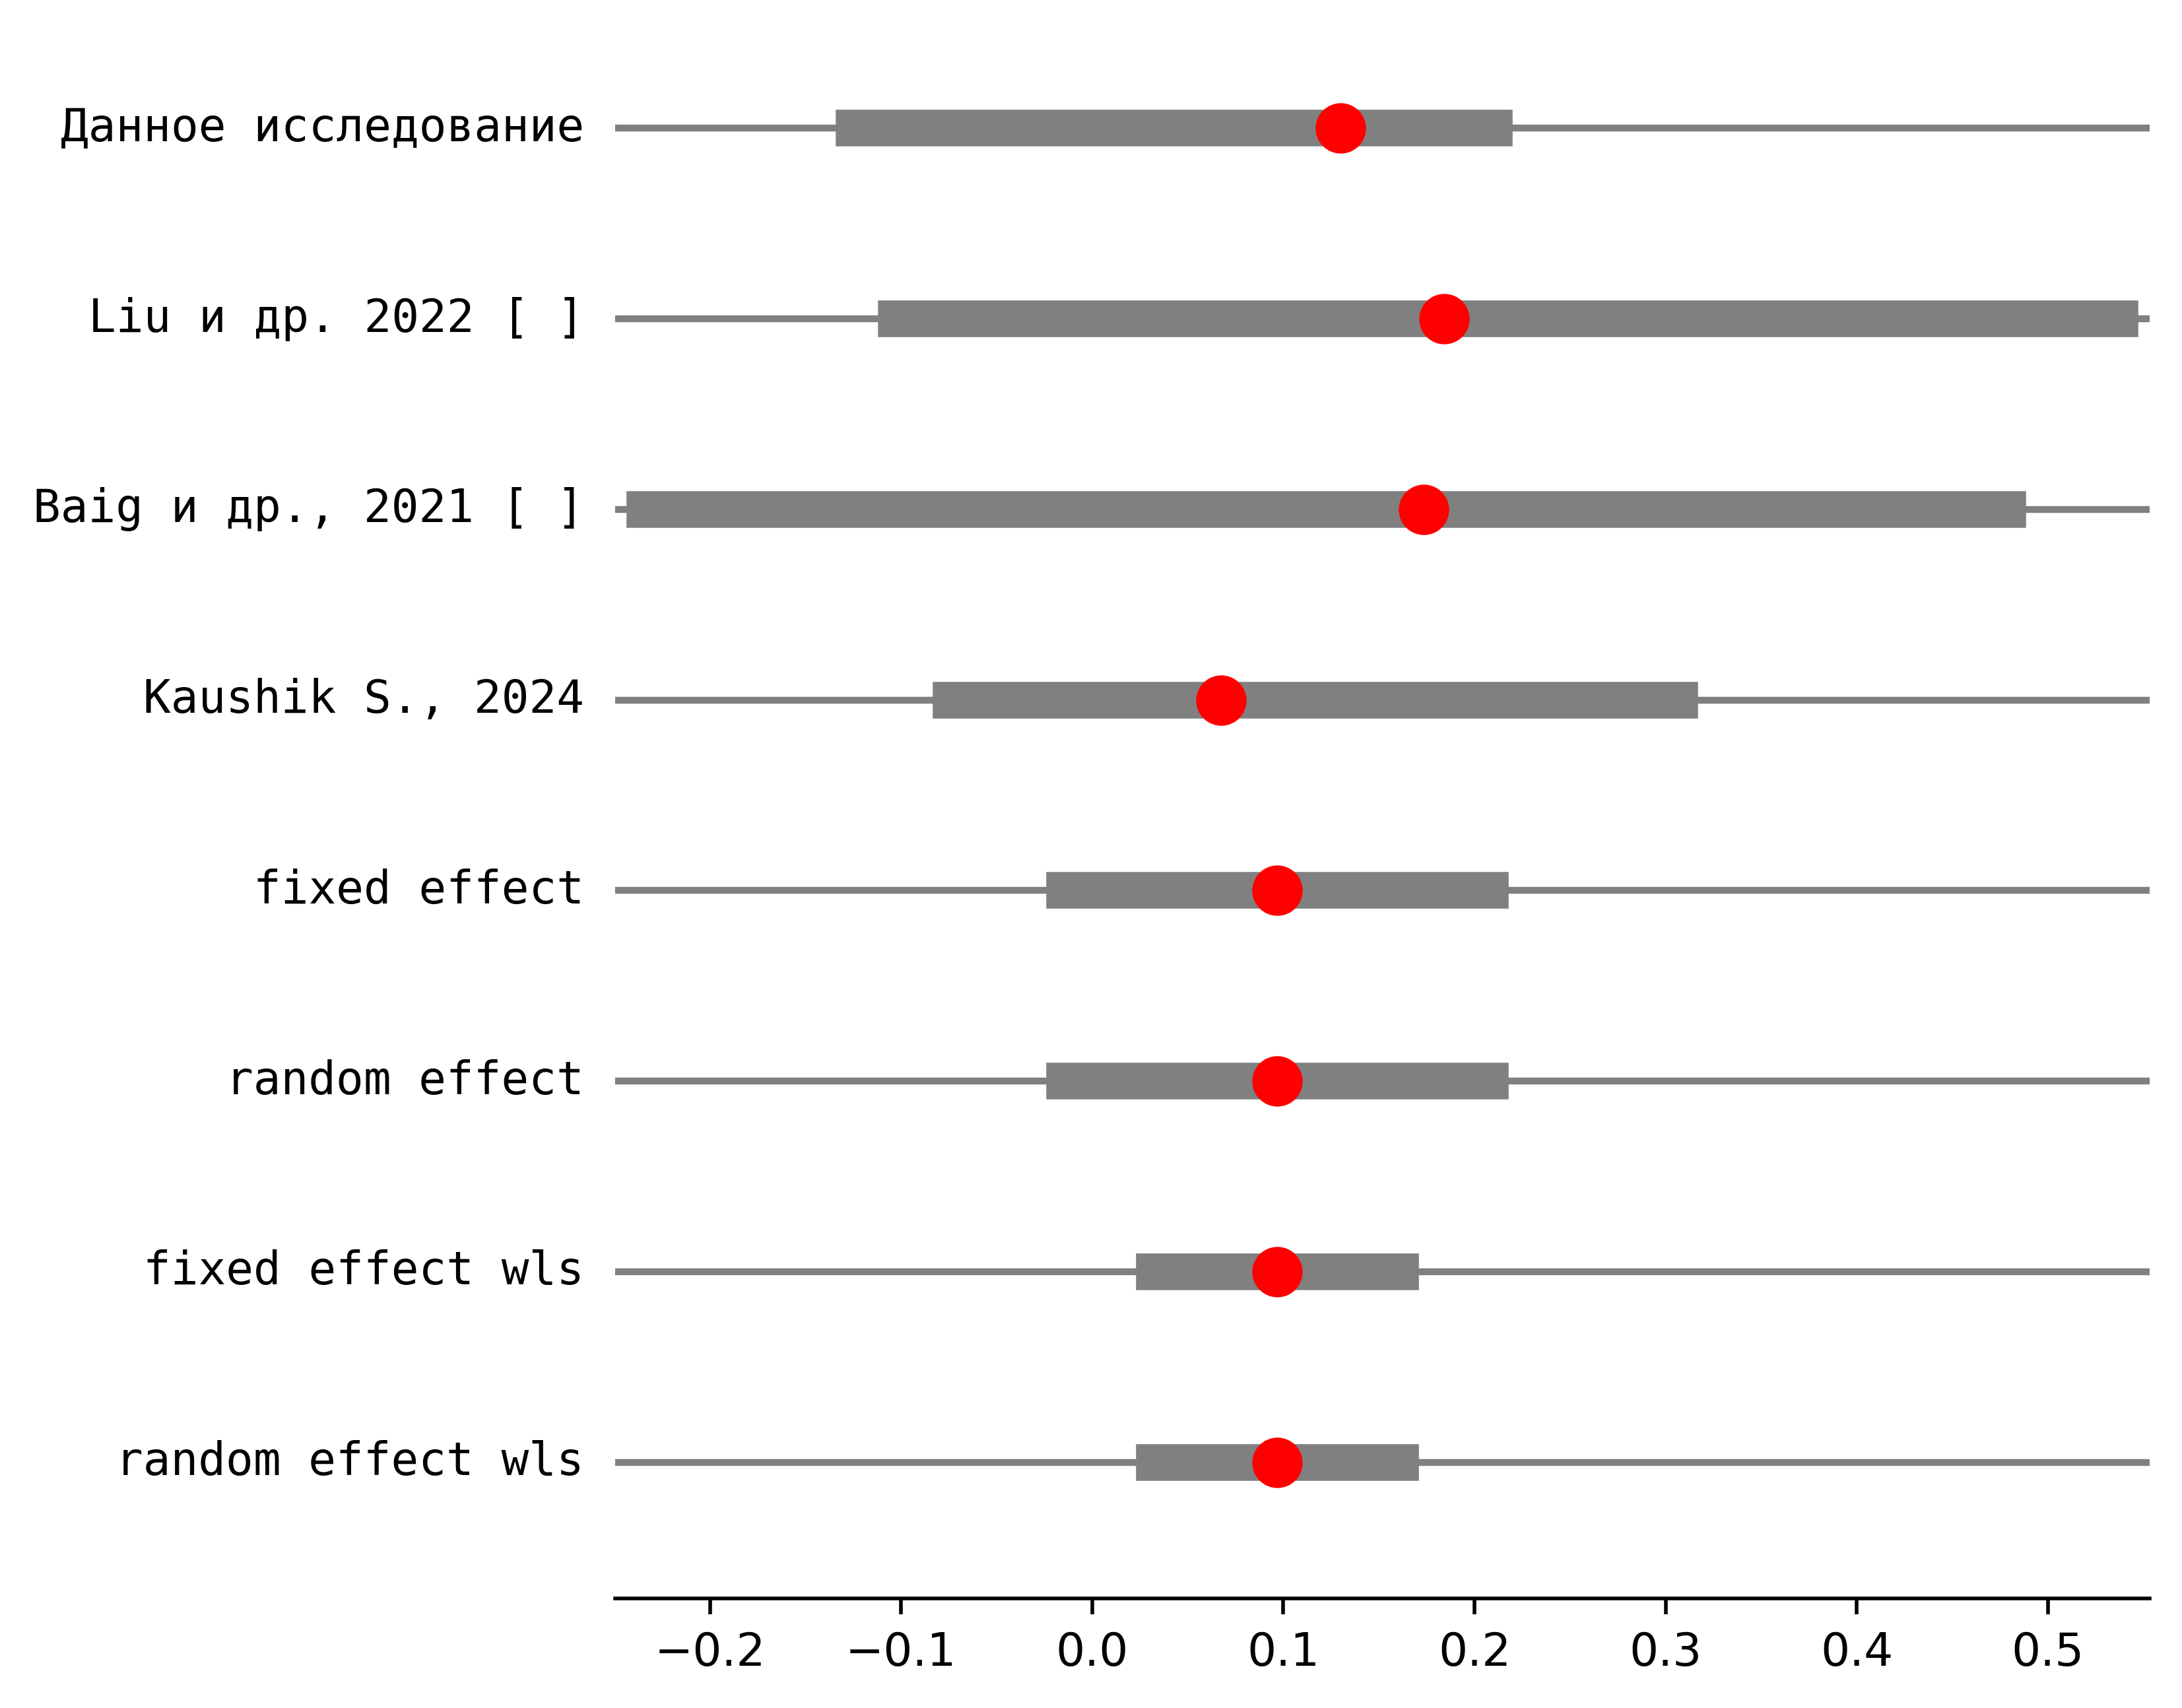 Данное исследование
Liu и др. 2022 [ ]
Baig и др., 2021 [ ]
Kaushik S., 2024
fixed effect
random effect
fixed effect wls
random effect wls
−0.2 −0.1 0.0 0.1 0.2 0.3 0.4 0.5